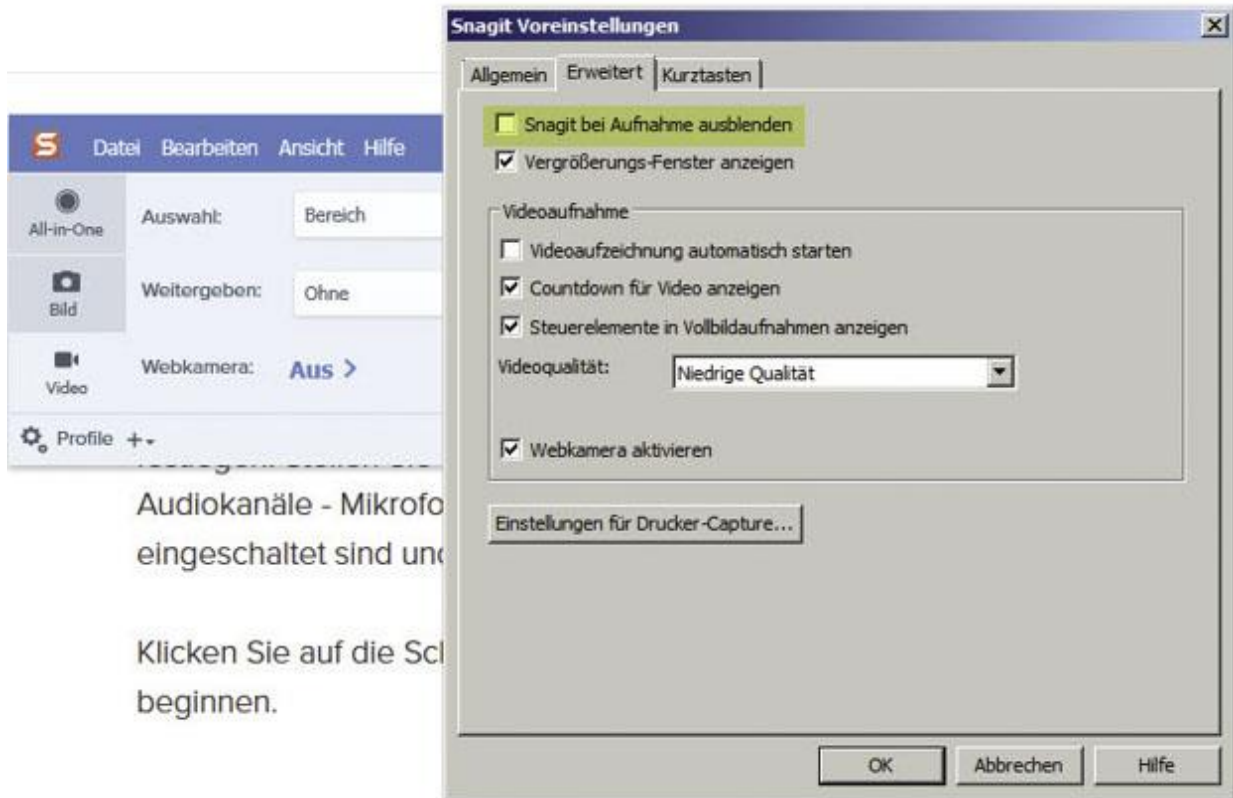 Snagit Voreinstellungen
Allgemein Erweitert Kurztasten
Snagit bei Aufnahme ausblenden
Vergrößerungs-Fenster anzeigen
Videoaufnahme
Videoaufzeichnung automatisch starten
Countdown für Video anzeigen
Steuerelemente in Vollbildaufnahmen anzeigen
Videoqualität: Niedrige Qualität
Webkamera aktivieren
Einstellungen für Drucker-Capture...
OK Abbrechen Hilfe
S Datei Bearbeiten Ansicht Hilfe
All-in-One
Auswahl: Bereich
Bild
Weitergeben: Ohne
Video
Webkamera: Aus >
Profile +
Audiokanäle - Mikrofo
eingeschaltet sind und
Klicken Sie auf die Scl
beginnen.